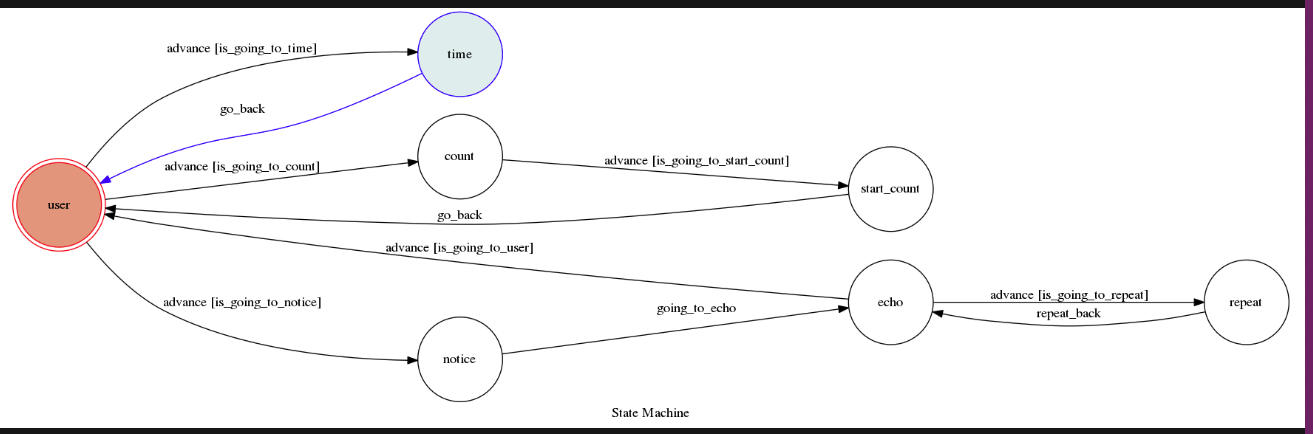 advance [is_going_to_time]
time
go_back
count
advance [is_going_to_count]
advance [is_going_to_start_count]
start_count
user
go_back
advance [is_going_to_user]
advance [is_going_to_notice]
going_to_echo
echo
advance [is_going_to_repeat]
repeat
repeat_back
notice
State Machine